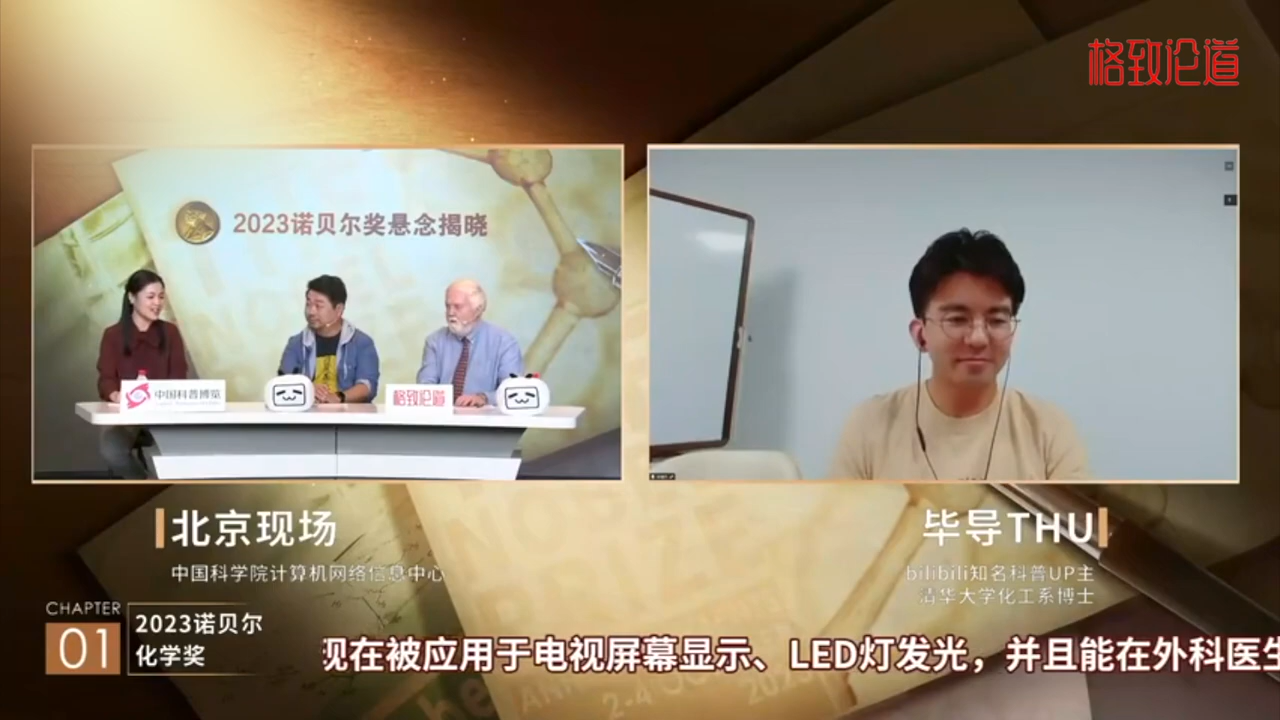 格致论道
2023诺贝尔奖悬念揭晓
中国科普博览
格致论道
北京现场
中国科学院计算机网络信息中心
毕导THU
bilibili知名科普UP主
清华大学化工系博士
CHAPTER
01
2023诺贝尔
化学奖
现在被应用于电视屏幕显示、LED灯发光，并且能在外科医生